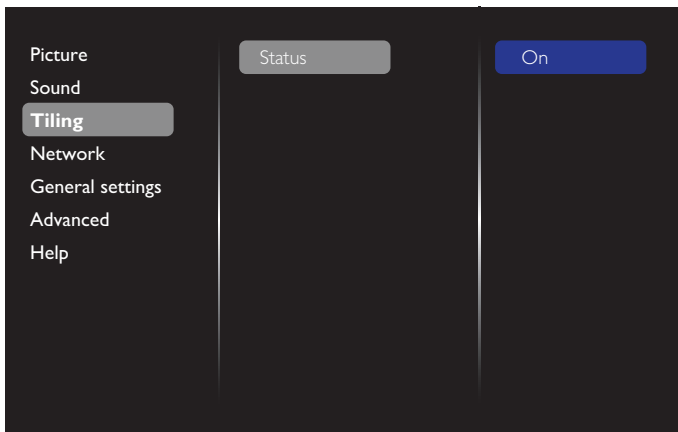 Picture
Sound
Tiling
Network
General settings
Advanced
Help
Status
On